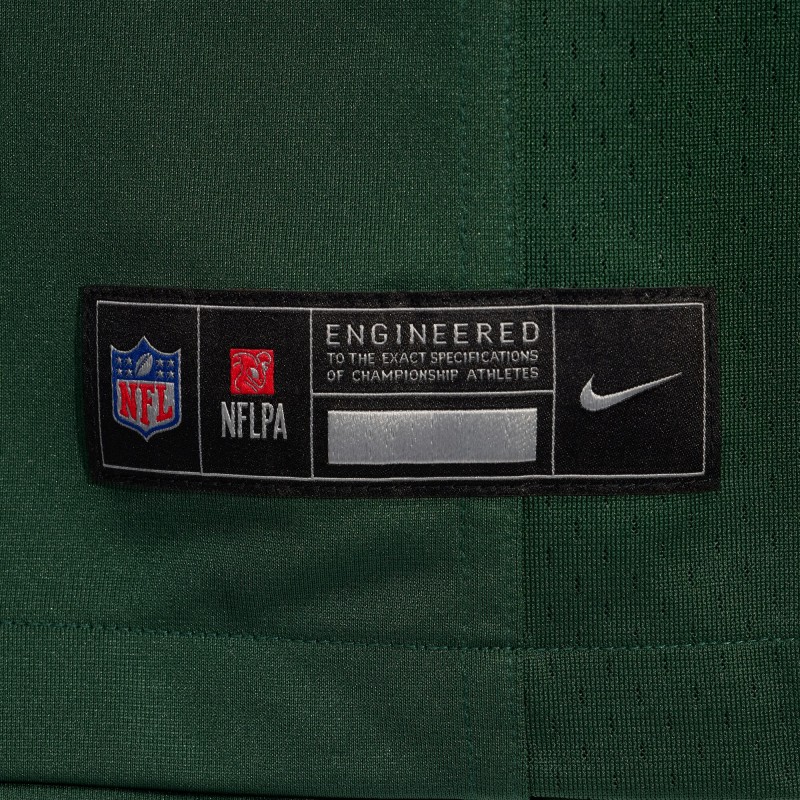 NFL
NFLPA
ENGINEERED
TO THE EXACT SPECIFICATIONS
OF CHAMPIONSHIP ATHLETES